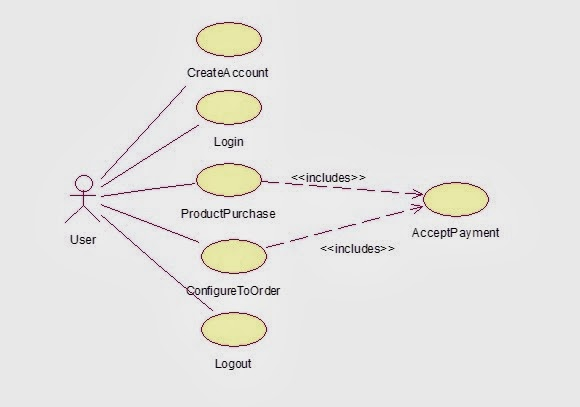 CreateAccount
Login
<<includes>>
ProductPurchase
AcceptPayment
User
<<includes>>
ConfigureToOrder
Logout